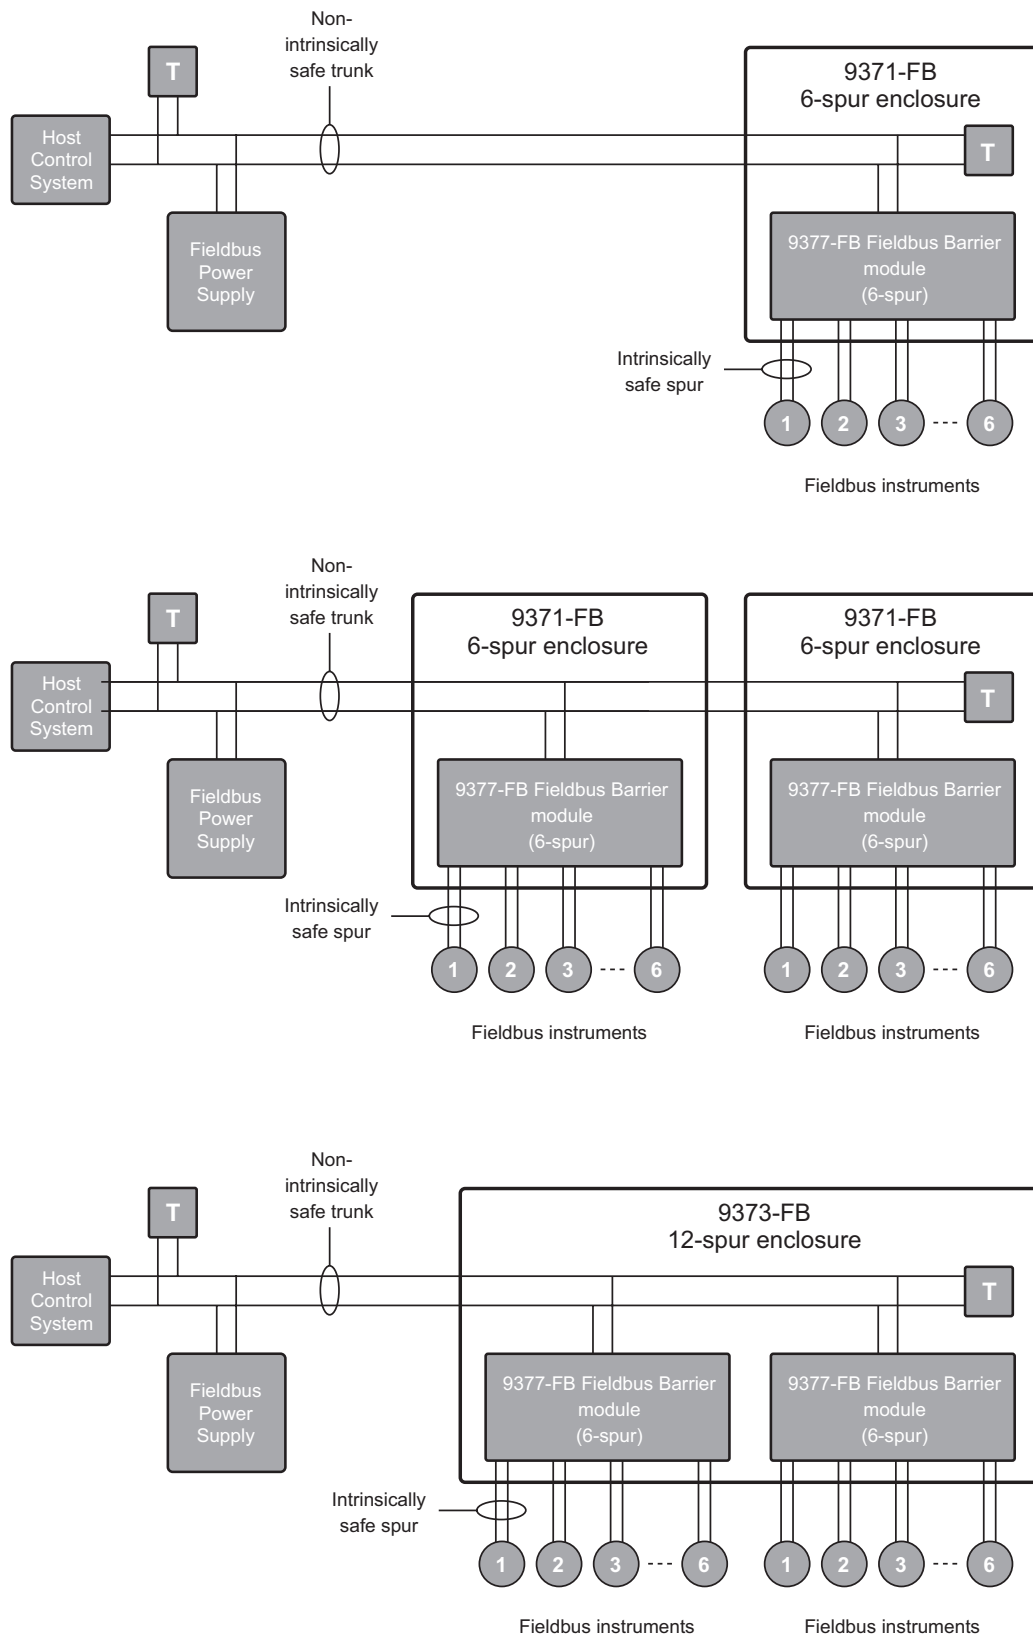 Non-
intrinsically
safe trunk
T
9371-FB
6-spur enclosure
Host
Control
System
T
Fieldbus
Power
Supply
9377-FB Fieldbus Barrier
module
(6-spur)
Intrinsically
safe spur
1 2 3 --- 6
Fieldbus instruments
Non-
intrinsically
safe trunk
T
9371-FB
6-spur enclosure
9371-FB
6-spur enclosure
Host
Control
System
T
Fieldbus
Power
Supply
9377-FB Fieldbus Barrier
module
(6-spur)
9377-FB Fieldbus Barrier
module
(6-spur)
Intrinsically
safe spur
1 2 3 --- 6
1 2 3 --- 6
Fieldbus instruments
Fieldbus instruments
Non-
intrinsically
safe trunk
T
9373-FB
12-spur enclosure
Host
Control
System
T
Fieldbus
Power
Supply
9377-FB Fieldbus Barrier
module
(6-spur)
9377-FB Fieldbus Barrier
module
(6-spur)
Intrinsically
safe spur
1 2 3 --- 6
1 2 3 --- 6
Fieldbus instruments
Fieldbus instruments